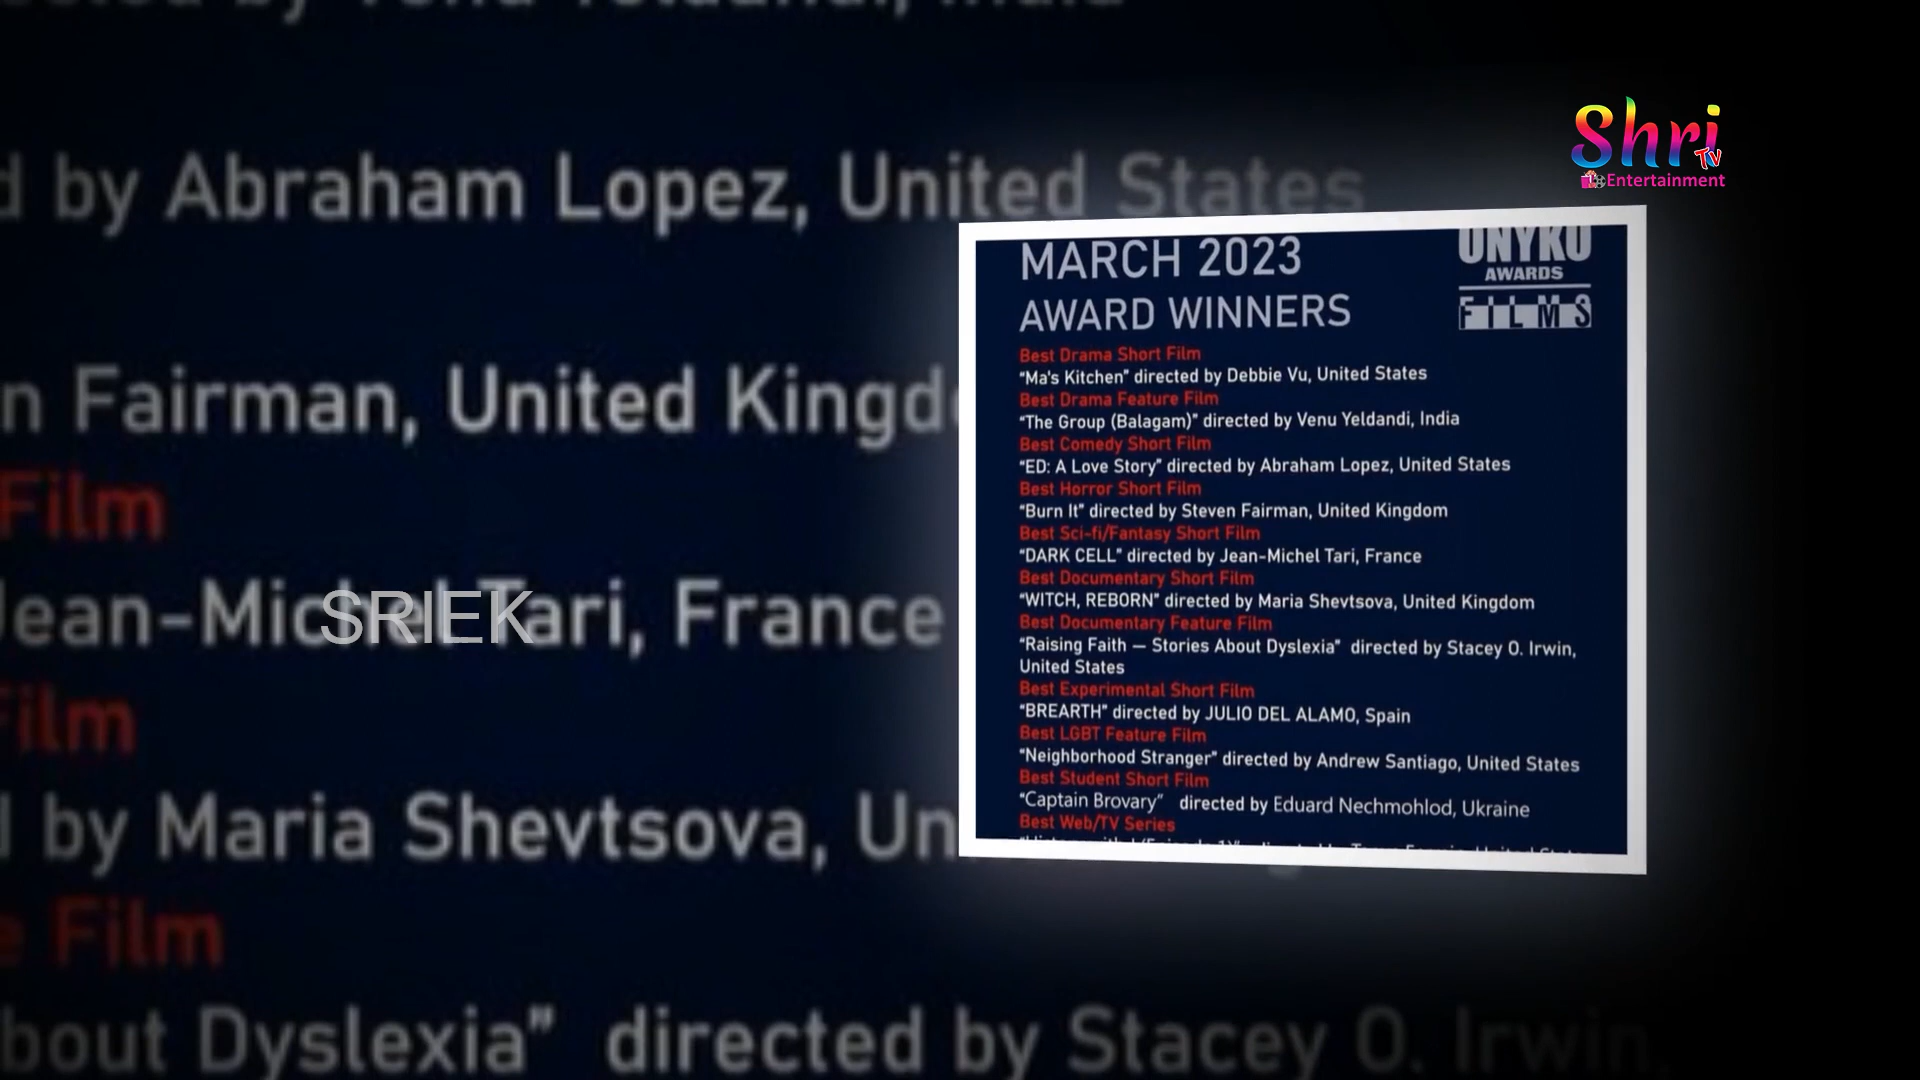 d by Abraham Lopez, United States
n Fairman, United Kingd
Film
Jean-Mic Tari, France
SRIEK
Film
d by Maria Shevtsova, Un
e Film
bout Dyslexia” directed by Stacey O. Irwin,
Shri
TV
Entertainment
MARCH 2023
AWARD WINNERS
UNYKO
AWARDS
FILMS
Best Drama Short Film
“Ma's Kitchen” directed by Debbie Vu, United States
Best Drama Feature Film
“The Group (Balagam)” directed by Venu Yeldandi, India
Best Comedy Short Film
“ED: A Love Story” directed by Abraham Lopez, United States
Best Horror Short Film
“Burn It” directed by Steven Fairman, United Kingdom
Best Sci-fi/Fantasy Short Film
“DARK CELL” directed by Jean-Michel Tari, France
Best Documentary Short Film
“WITCH, REBORN” directed by Maria Shevtsova, United Kingdom
Best Documentary Feature Film
“Raising Faith — Stories About Dyslexia” directed by Stacey O. Irwin,
United States
Best Experimental Short Film
“BREARTH” directed by JULIO DEL ALAMO, Spain
Best LGBT Feature Film
“Neighborhood Stranger” directed by Andrew Santiago, United States
Best Student Short Film
“Captain Brovary” directed by Eduard Nechmohlod, Ukraine
Best Web/TV Series